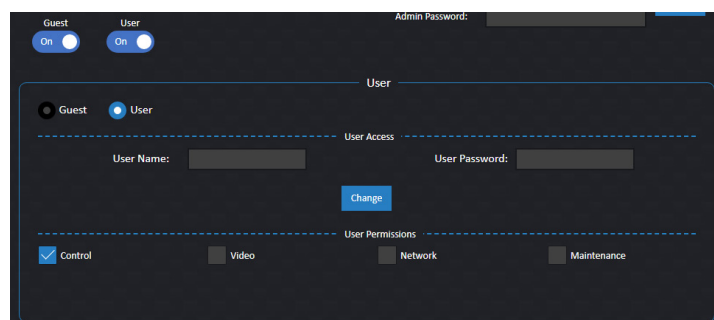 Guest User Admin Password:
On On
User
Guest User
User Access
User Name: User Password:
Change
User Permissions
Control Video Network Maintenance